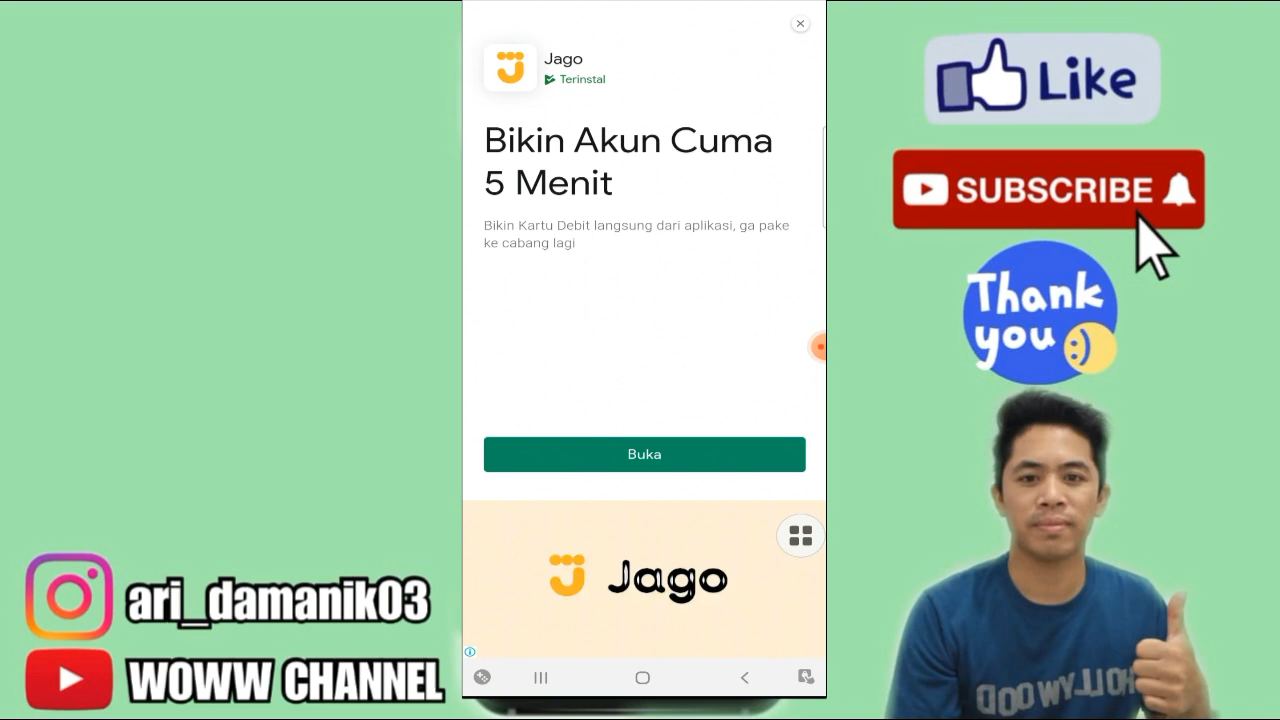 Jago
Terinstal
Bikin Akun Cuma
5 Menit
Bikin Kartu Debit langsung dari aplikasi, ga pake
ke cabang lagi
Buka
Jago
Like
SUBSCRIBE
Thank
you
ari_damanik03
WOWW CHANNEL
HOLLYWOOD